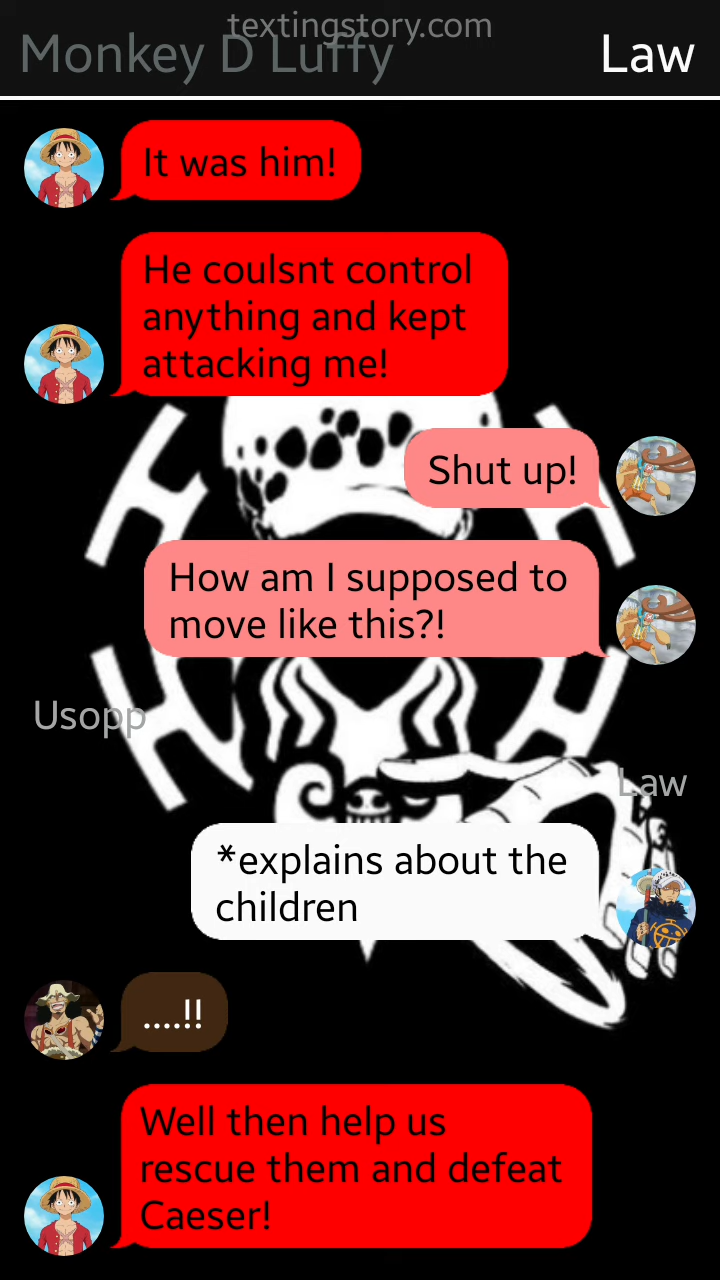 textingstory.com
Monkey D Luffy
Law
It was him!
He coulsnt control
anything and kept
attacking me!
Shut up!
How am I supposed to
move like this?!
Usopp
Law
*explains about the
children
.....!!
Well then help us
rescue them and defeat
Caeser!